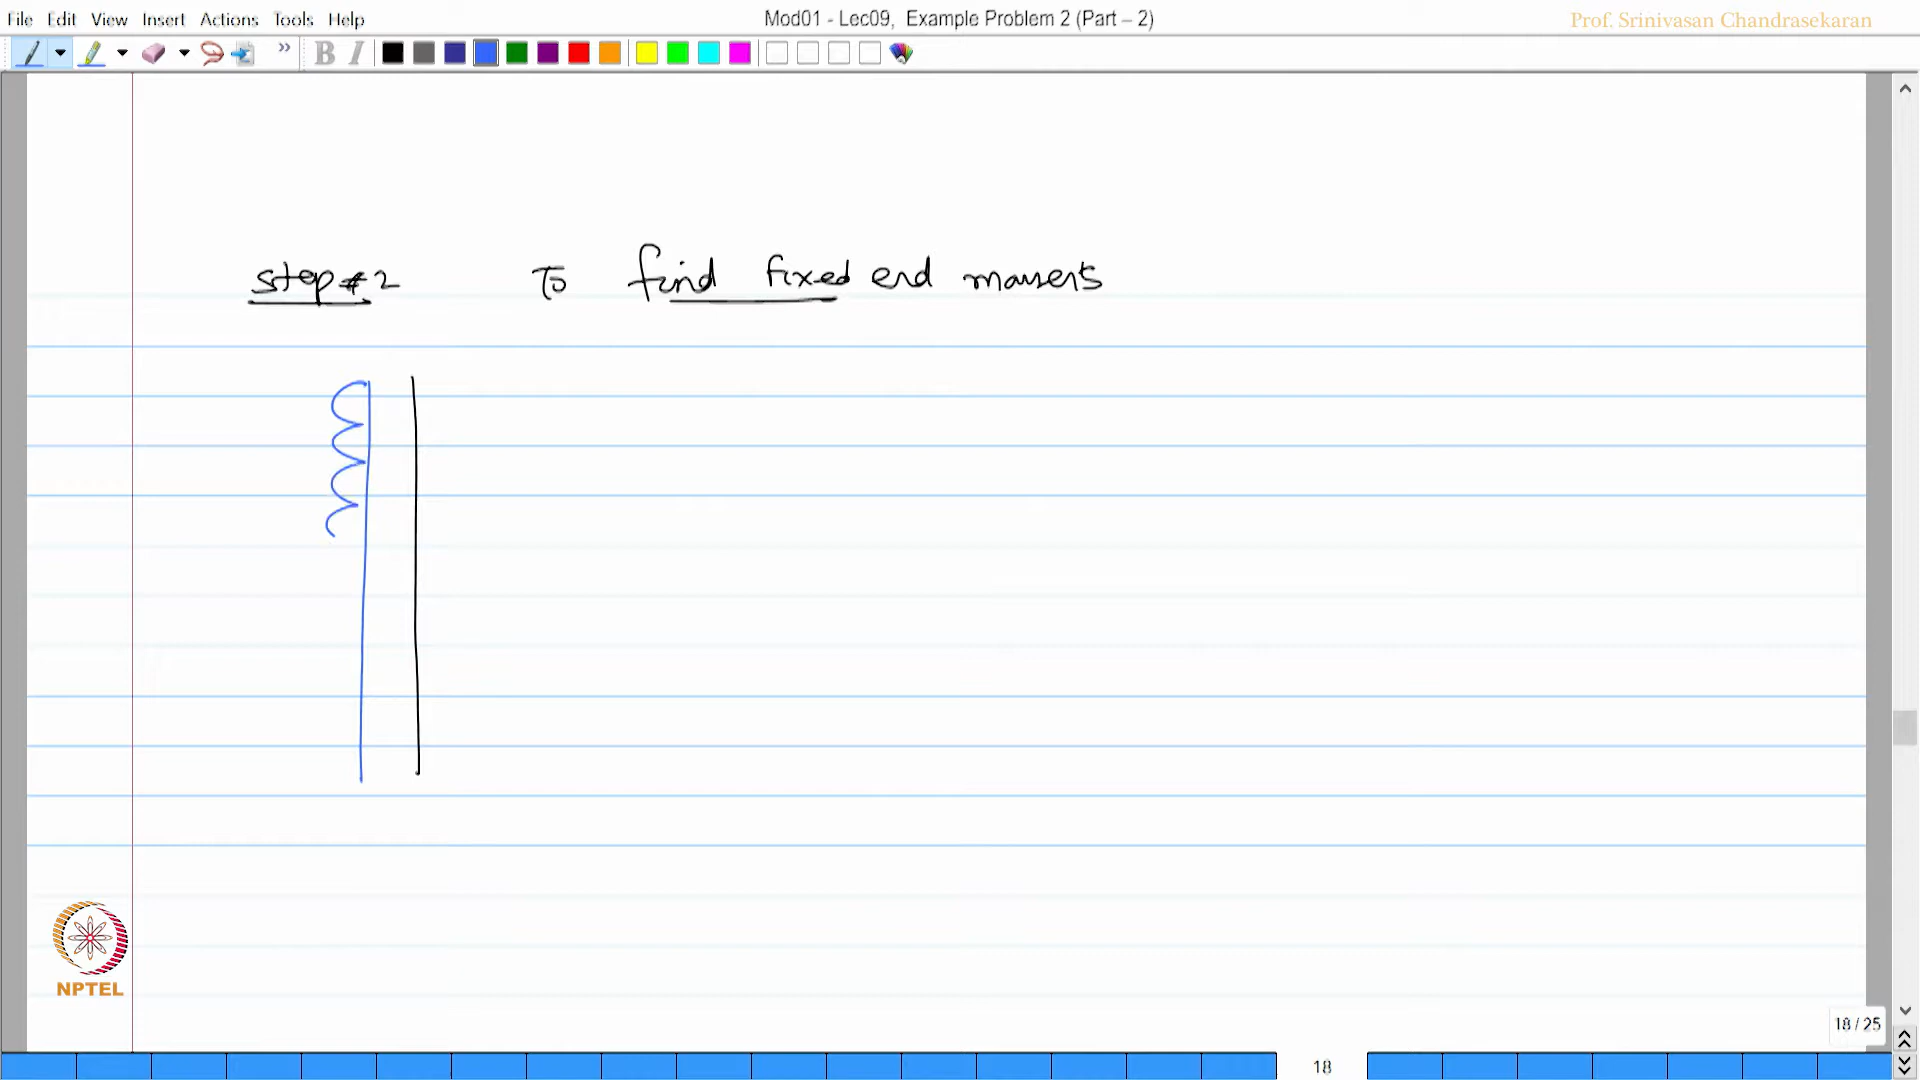 File Edit View Insert Actions Tools Help
Mod01 - Lec09, Example Problem 2 (Part – 2)
Prof. Srinivasan Chandrasekaran
» B I
step # 2 To find fixed end moments
NPTEL
18 / 25
18